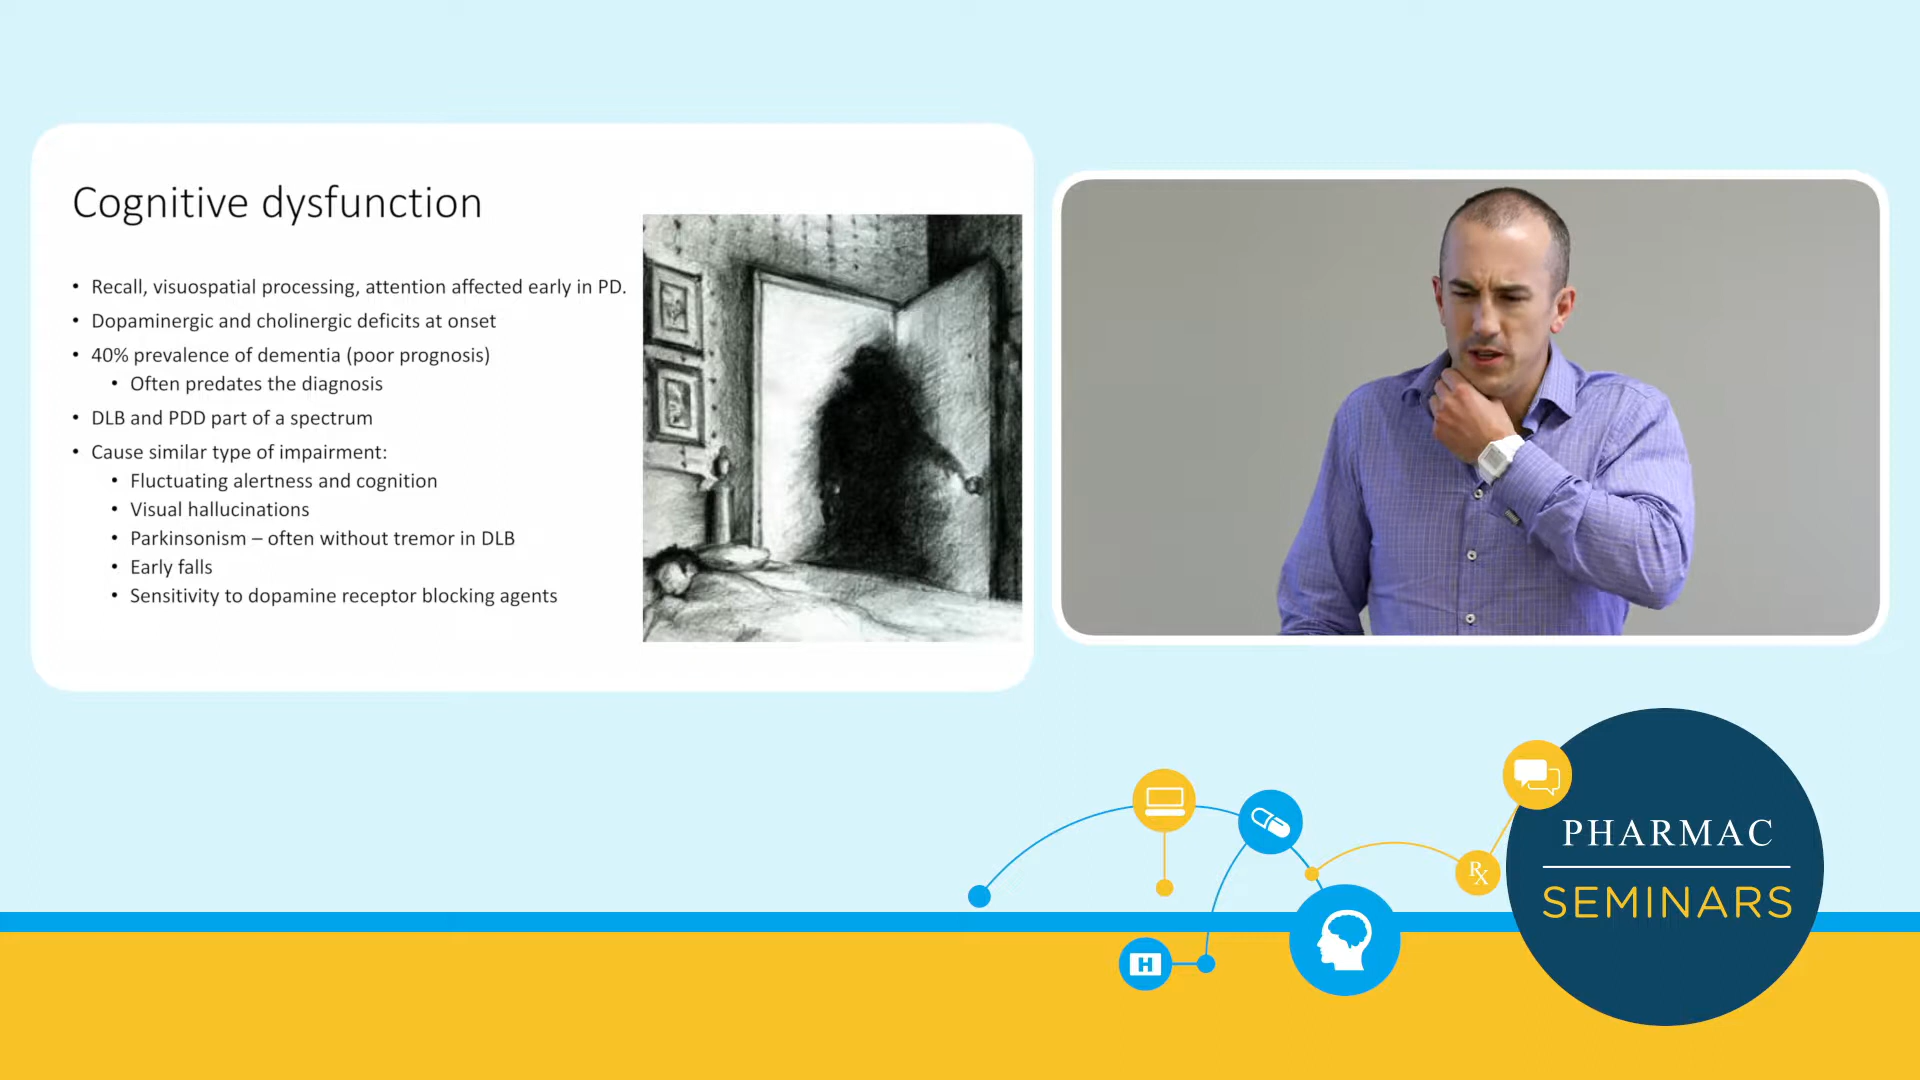 Cognitive dysfunction
• Recall, visuospatial processing, attention affected early in PD.
• Dopaminergic and cholinergic deficits at onset
• 40% prevalence of dementia (poor prognosis)
• Often predates the diagnosis
• DLB and PDD part of a spectrum
• Cause similar type of impairment:
• Fluctuating alertness and cognition
• Visual hallucinations
• Parkinsonism – often without tremor in DLB
• Early falls
• Sensitivity to dopamine receptor blocking agents
PHARMAC
SEMINARS
Rx
H